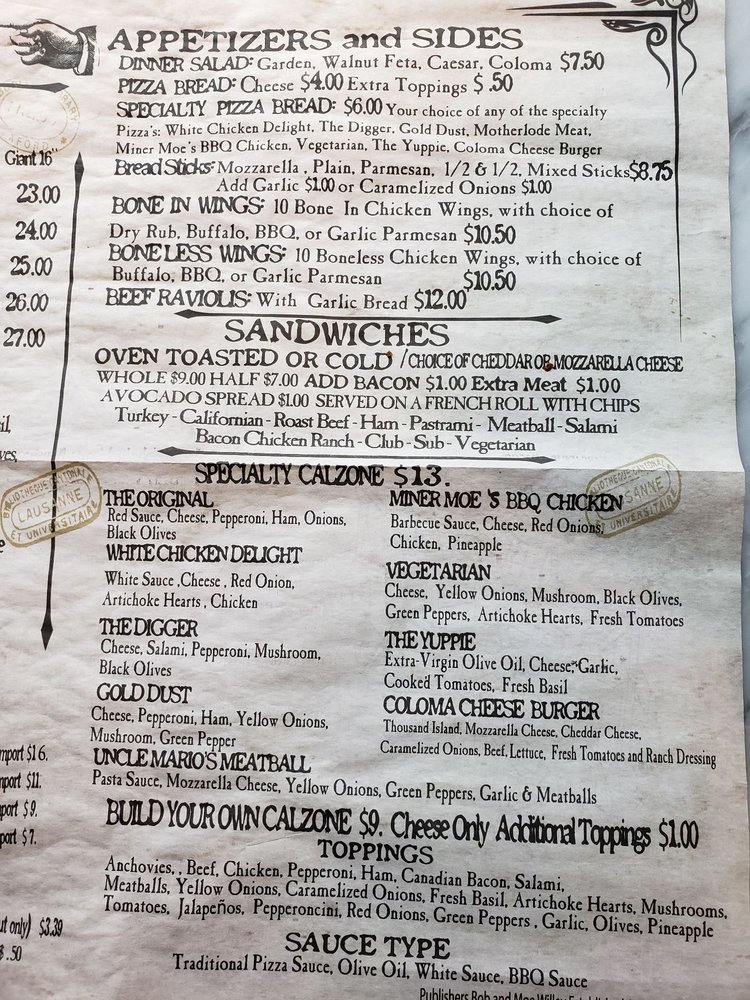 APPETIZERS and SIDES
DINNER SALAD: Garden, Walnut Feta, Caesar, Coloma $7.50
PIZZA BREAD: Cheese $4.00 Extra Toppings $ .50
SPECIALTY PIZZA BREAD: $6.00 Your choice of any of the specialty
Pizza's: White Chicken Delight, The Digger, Gold Dust, Motherlode Meat,
Miner Moe's BBQ Chicken, Vegetarian, The Yuppie, Coloma Cheese Burger
Bread Sticks: Mozzarella , Plain, Parmesan, 1/2 & 1/2, Mixed Sticks $8.75
Add Garlic $1.00 or Caramelized Onions $1.00
BONE IN WINGS: 10 Bone In Chicken Wings, with choice of
Dry Rub, Buffalo, BBQ, or Garlic Parmesan $10.50
BONELESS WINGS: 10 Boneless Chicken Wings, with choice of
Buffalo, BBQ, or Garlic Parmesan $10.50
BEEF RAVIOLIS: With Garlic Bread $12.00
SANDWICHES
OVEN TOASTED OR COLD /CHOICE OF CHEDDAR OR MOZZARELLA CHEESE
WHOLE $9.00 HALF $7.00 ADD BACON $1.00 Extra Meat $1.00
AVOCADO SPREAD $1.00 SERVED ON A FRENCH ROLL WITH CHIPS
Turkey - Californian - Roast Beef - Ham - Pastrami - Meatball - Salami
Bacon Chicken Ranch - Club - Sub - Vegetarian
SPECIALTY CALZONE $13.
THE ORIGINAL
Red Sauce, Cheese, Pepperoni, Ham, Onions,
Black Olives
WHITE CHICKEN DELIGHT
White Sauce ,Cheese , Red Onion,
Artichoke Hearts , Chicken
THE DIGGER
Cheese, Salami, Pepperoni, Mushroom,
Black Olives
GOLD DUST
Cheese, Pepperoni, Ham, Yellow Onions,
Mushroom, Green Pepper
UNCLE MARIO'S MEATBALL
Pasta Sauce, Mozzarella Cheese, Yellow Onions, Green Peppers, Garlic & Meatballs
MINER MOE 'S BBQ CHICKEN
Barbecue Sauce, Cheese, Red Onions,
Chicken, Pineapple
VEGETARIAN
Cheese, Yellow Onions, Mushroom, Black Olives,
Green Peppers, Artichoke Hearts, Fresh Tomatoes
THE YUPPIE
Extra-Virgin Olive Oil, Cheese, Garlic,
Cooked Tomatoes, Fresh Basil
COLOMA CHEESE BURGER
Thousand Island, Mozzarella Cheese, Cheddar Cheese,
Caramelized Onions, Beef, Lettuce, Fresh Tomatoes and Ranch Dressing
BUILD YOUR OWN CALZONE $9. Cheese Only Additional Toppings $1.00
TOPPINGS
Anchovies, , Beef, Chicken, Pepperoni, Ham, Canadian Bacon, Salami,
Meatballs, Yellow Onions, Caramelized Onions, Fresh Basil, Artichoke Hearts, Mushrooms,
Tomatoes, Jalapeños, Pepperoncini, Red Onions, Green Peppers , Garlic, Olives, Pineapple
SAUCE TYPE
Traditional Pizza Sauce, Olive Oil, White Sauce, BBQ Sauce
Publishers Bob and Moe
Giant 16"
23.00
24.00
25.00
26.00
27.00
$16.
$11.
$9.
$7.
only) $3.39
$.50
BIBLIOTHEQUE CANTONALE
LAUSANNE
ET UNIVERSITAIRE